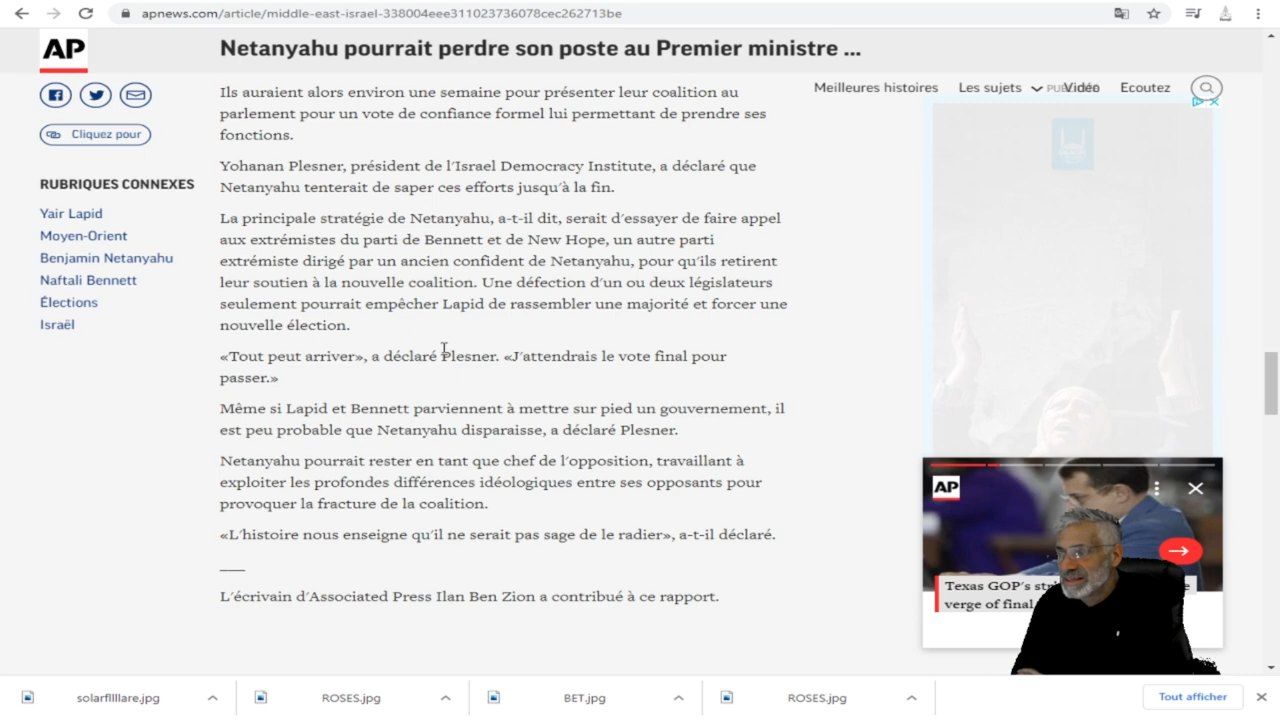 apnews.com/article/middle-east-israel-338004eee311023736078cec262713be
AP
Netanyahu pourrait perdre son poste au Premier ministre ...
Meilleures histoires
Les sujets
Vidéo
Ecoutez
Cliquez pour
RUBRIQUES CONNEXES
Yair Lapid
Moyen-Orient
Benjamin Netanyahu
Naftali Bennett
Élections
Israël
Ils auraient alors environ une semaine pour présenter leur coalition au
parlement pour un vote de confiance formel lui permettant de prendre ses
fonctions.
Yohanan Plesner, président de l'Israel Democracy Institute, a déclaré que
Netanyahu tenterait de saper ces efforts jusqu'à la fin.
La principale stratégie de Netanyahu, a-t-il dit, serait d'essayer de faire appel
aux extrémistes du parti de Bennett et de New Hope, un autre parti
extrémiste dirigé par un ancien confident de Netanyahu, pour qu'ils retirent
leur soutien à la nouvelle coalition. Une défection d'un ou deux législateurs
seulement pourrait empêcher Lapid de rassembler une majorité et forcer une
nouvelle élection.
«Tout peut arriver», a déclaré Plesner. «J'attendrais le vote final pour
passer.»
Même si Lapid et Bennett parviennent à mettre sur pied un gouvernement, il
est peu probable que Netanyahu disparaisse, a déclaré Plesner.
Netanyahu pourrait rester en tant que chef de l'opposition, travaillant à
exploiter les profondes différences idéologiques entre ses opposants pour
provoquer la fracture de la coalition.
«L'histoire nous enseigne qu'il ne serait pas sage de le radier», a-t-il déclaré.
L'écrivain d'Associated Press Ilan Ben Zion a contribué à ce rapport.
AP
Texas GOP's
verge of final
solarflllllare.jpg
ROSES.jpg
BET.jpg
ROSES.jpg
Tout afficher